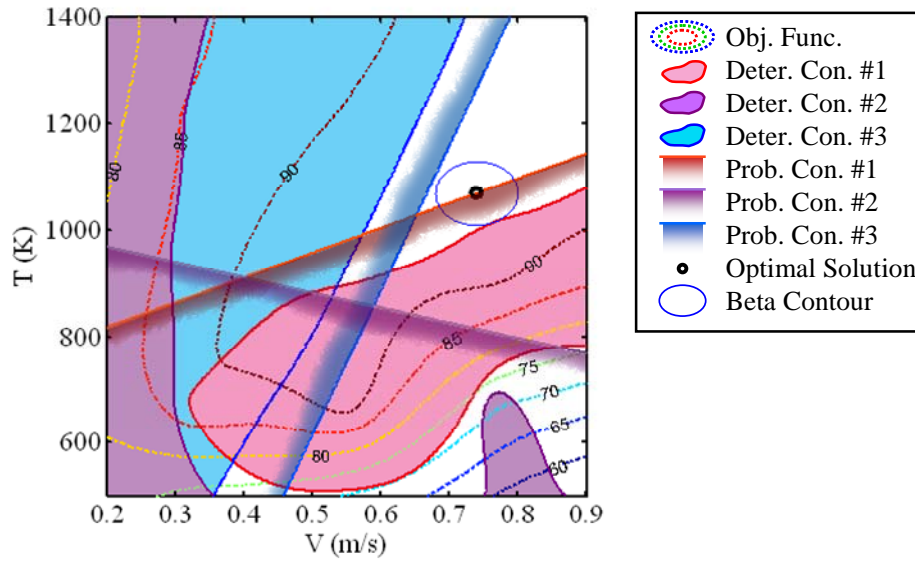 1400
1200
1000
800
600
T (K)
0.2 0.3 0.4 0.5 0.6 0.7 0.8 0.9
V (m/s)
80
85
90
90
85
80
75
70
65
60
Obj. Func.
Deter. Con. #1
Deter. Con. #2
Deter. Con. #3
Prob. Con. #1
Prob. Con. #2
Prob. Con. #3
Optimal Solution
Beta Contour